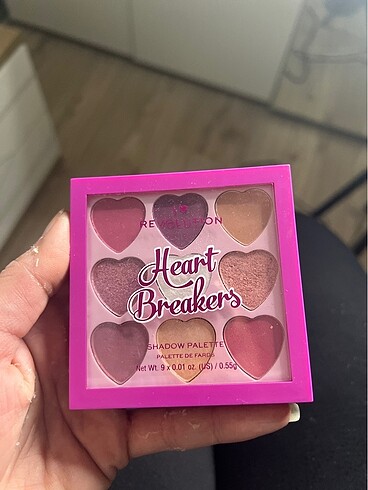 REVOLUTION
Heart
Breakers
SHADOW PALETTE
PALETTE DE FARDS
Net Wt. 9 x 0.01 oz. (US) / 0.55g